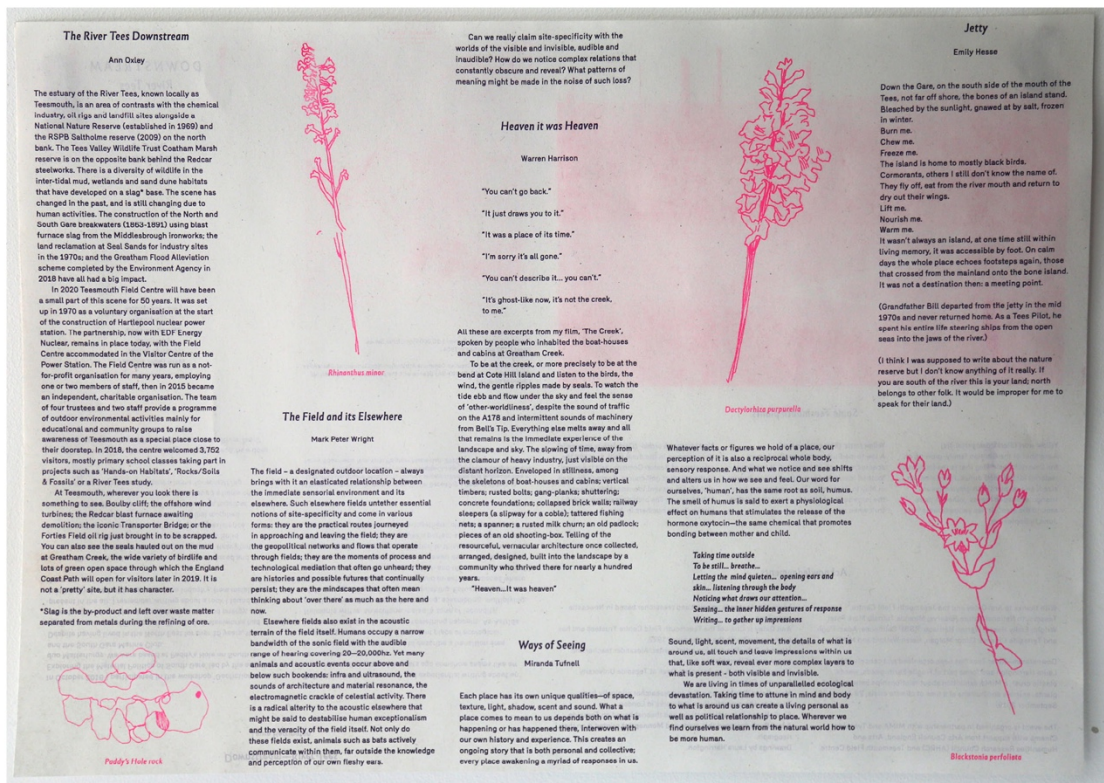 The River Tees Downstream
Ann Oxley
The estuary of the River Tees, known locally as
Teesmouth, is an area of contrasts with the chemical
industry, oil rigs and landfill sites alongside a
National Nature Reserve (established in 1969) and
the RSPB Saltholme reserve (2009) on the north
bank. The Tees Valley Wildlife Trust Coatham Marsh
reserve is on the opposite bank behind the Redcar
steelworks. There is a diversity of wildlife in the
inter-tidal mud, wetlands and sand dune habitats
that have developed on a slag* base. The scene has
changed in the past, and is still changing due to
human activities. The construction of the North and
South Gare breakwaters (1863-1891) using blast
furnace slag from the Middlesbrough ironworks; the
land reclamation at Seal Sands for industry sites
in the 1970s; and the Greatham Flood Alleviation
scheme completed by the Environment Agency in
2018 have all had a big impact.
In 2020 Teesmouth Field Centre will have been
a small part of this scene for 50 years. It was set
up in 1970 as a voluntary organisation at the start
of the construction of Hartlepool nuclear power
station. The partnership, now with EDF Energy
Nuclear, remains in place today, with the Field
Centre accommodated in the Visitor Centre of the
Power Station. The Field Centre was run as a not-
for-profit organisation for many years, employing
one or two members of staff, then in 2015 became
an independent, charitable organisation. The team
of four trustees and two staff provide a programme
of outdoor environmental activities mainly for
educational and community groups to raise
awareness of Teesmouth as a special place close to
their doorstep. In 2018, the centre welcomed 3,752
visitors, mostly primary school classes taking part in
projects such as 'Hands-on Habitats', 'Rocks/Soils
& Fossils' or a River Tees study.
At Teesmouth, wherever you look there is
something to see. Boulby cliff; the offshore wind
turbines; the Redcar blast furnace awaiting
demolition; the iconic Transporter Bridge; or the
Forties Field oil rig just brought in to be scrapped.
You can also see the seals hauled out on the mud
at Greatham Creek, the wide variety of birdlife and
lots of green open space through which the England
Coast Path will open for visitors later in 2019. It is
not a 'pretty' site, but it has character.
*Slag is the by-product and left over waste matter
separated from metals during the refining of ore.
Paddy's Hole rock
Rhinanthus minor
The Field and its Elsewhere
Mark Peter Wright
The field – a designated outdoor location – always
brings with it an elasticated relationship between
the immediate sensorial environment and its
elsewhere. Such elsewhere fields untether essential
notions of site-specificity and come in various
forms: they are the practical routes journeyed
in approaching and leaving the field; they are
the geopolitical networks and flows that operate
through fields; they are the moments of process and
technological mediation that often go unheard; they
are histories and possible futures that continually
persist; they are the mindscapes that often mean
thinking about 'over there' as much as the here and
now.
Elsewhere fields also exist in the acoustic
terrain of the field itself. Humans occupy a narrow
bandwidth of the sonic field with the audible
range of hearing covering 20—20,000hz. Yet many
animals and acoustic events occur above and
below such bookends: infra and ultrasound, the
sounds of architecture and material resonance, the
electromagnetic crackle of celestial activity. There
is a radical alterity to the acoustic elsewhere that
might be said to destabilise human exceptionalism
and the veracity of the field itself. Not only do
these fields exist, animals such as bats actively
communicate within them, far outside the knowledge
and perception of our own fleshy ears.
Can we really claim site-specificity with the
worlds of the visible and invisible, audible and
inaudible? How do we notice complex relations that
constantly obscure and reveal? What patterns of
meaning might be made in the noise of such loss?
Heaven it was Heaven
Warren Harrison
"You can't go back."
"It just draws you to it."
"It was a place of its time."
"I'm sorry it's all gone."
"You can't describe it... you can't."
"It's ghost-like now, it's not the creek,
to me."
All these are excerpts from my film, 'The Creek',
spoken by people who inhabited the boat-houses
and cabins at Greatham Creek.
To be at the creek, or more precisely to be at the
bend at Cote Hill Island and listen to the birds, the
wind, the gentle ripples made by seals. To watch the
tide ebb and flow under the sky and feel the sense
of 'other-worldliness', despite the sound of traffic
on the A178 and intermittent sounds of machinery
from Bell's Tip. Everything else melts away and all
that remains is the immediate experience of the
landscape and sky. The slowing of time, away from
the clamour of heavy industry, just visible on the
distant horizon. Enveloped in stillness, among
the skeletons of boat-houses and cabins; vertical
timbers; rusted bolts; gang-planks; shuttering;
concrete foundations; collapsed brick walls; railway
sleepers (a slipway for a coble); tattered fishing
nets; a spanner; a rusted milk churn; an old padlock;
pieces of an old shooting-box. Telling of the
resourceful, vernacular architecture once collected,
arranged, designed, built into the landscape by a
community who thrived there for nearly a hundred
years.
"Heaven...It was heaven"
Ways of Seeing
Miranda Tufnell
Each place has its own unique qualities—of space,
texture, light, shadow, scent and sound. What a
place comes to mean to us depends both on what is
happening or has happened there, interwoven with
our own history and experience. This creates an
ongoing story that is both personal and collective;
every place awakening a myriad of responses in us.
Dactylorhiza purpurella
Whatever facts or figures we hold of a place, our
perception of it is also a reciprocal whole body,
sensory response. And what we notice and see shifts
and alters us in how we see and feel. Our word for
ourselves, 'human', has the same root as soil, humus.
The smell of humus is said to exert a physiological
effect on humans that stimulates the release of the
hormone oxytocin—the same chemical that promotes
bonding between mother and child.
Taking time outside
To be still... breathe...
Letting the mind quieten... opening ears and
skin... listening through the body
Noticing what draws our attention...
Sensing... the inner hidden gestures of response
Writing... to gather up impressions
Sound, light, scent, movement, the details of what is
around us, all touch and leave impressions within us
that, like soft wax, reveal ever more complex layers to
what is present - both visible and invisible.
We are living in times of unparalleled ecological
devastation. Taking time to attune in mind and body
to what is around us can create a living personal as
well as political relationship to place. Wherever we
find ourselves we learn from the natural world how to
be more human.
Jetty
Emily Hesse
Down the Gare, on the south side of the mouth of the
Tees, not far off shore, the bones of an island stand.
Bleached by the sunlight, gnawed at by salt, frozen
in winter.
Burn me.
Chew me.
Freeze me.
The island is home to mostly black birds.
Cormorants, others I still don't know the name of.
They fly off, eat from the river mouth and return to
dry out their wings.
Lift me.
Nourish me.
Warm me.
It wasn't always an island, at one time still within
living memory, it was accessible by foot. On calm
days the whole place echoes footsteps again, those
that crossed from the mainland onto the bone island.
It was not a destination then: a meeting point.
(Grandfather Bill departed from the jetty in the mid
1970s and never returned home. As a Tees Pilot, he
spent his entire life steering ships from the open
seas into the jaws of the river.)
(I think I was supposed to write about the nature
reserve but I don't know anything of it really. If
you are south of the river this is your land; north
belongs to other folk. It would be improper for me to
speak for their land.)
Blackstonia perfoliata